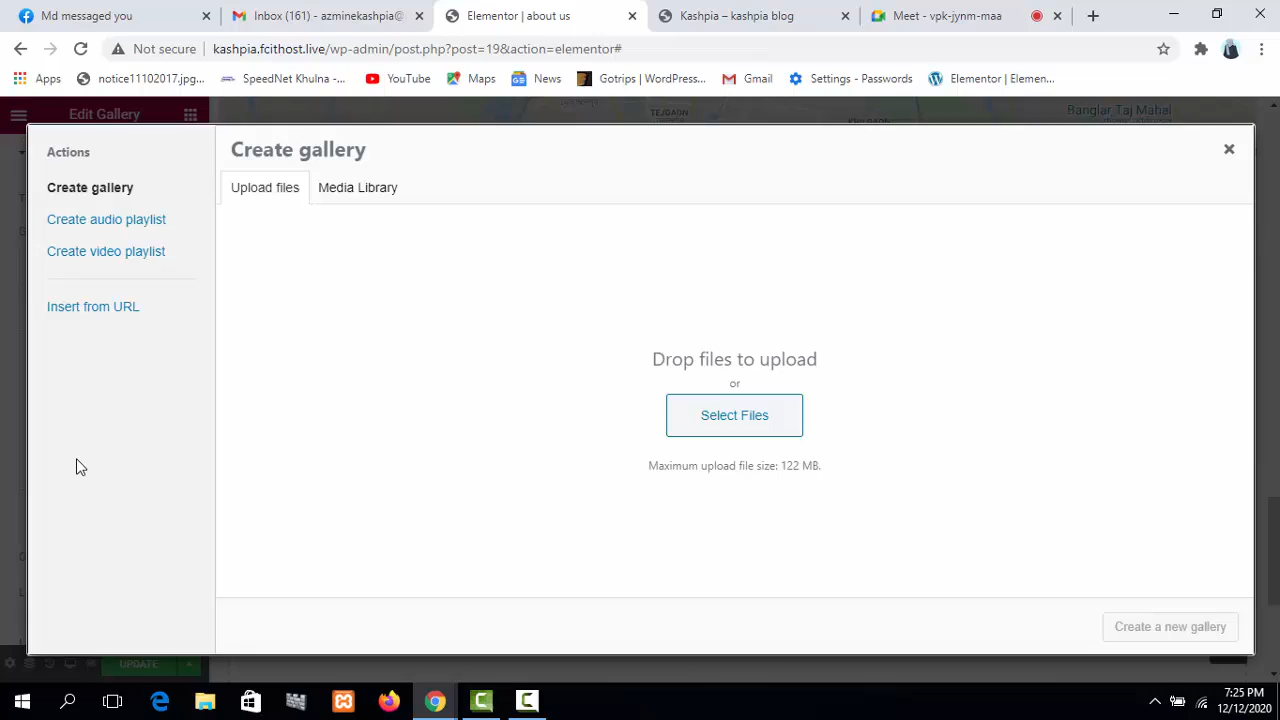 Md messaged you
Inbox (161) - azminekashpia@
Elementor | about us
Kashpia – kashpia blog
Meet - vpk-jynm-maa
Not secure
kashpia.fcithost.live/wp-admin/post.php?post=19&action=elementor#
Apps
notice11102017.jpg...
SpeedNet Khulna -...
YouTube
Maps
News
Gotrips | WordPress...
Gmail
Settings - Passwords
Elementor | Elemen...
Edit Gallery
TEJGAON
Banglar Taj Mahal
Actions
Create gallery
Create audio playlist
Create video playlist
Insert from URL
Create gallery
Upload files
Media Library
Drop files to upload
or
Select Files
Maximum upload file size: 122 MB.
Create a new gallery
UPDATE
7:25 PM
12/12/2020